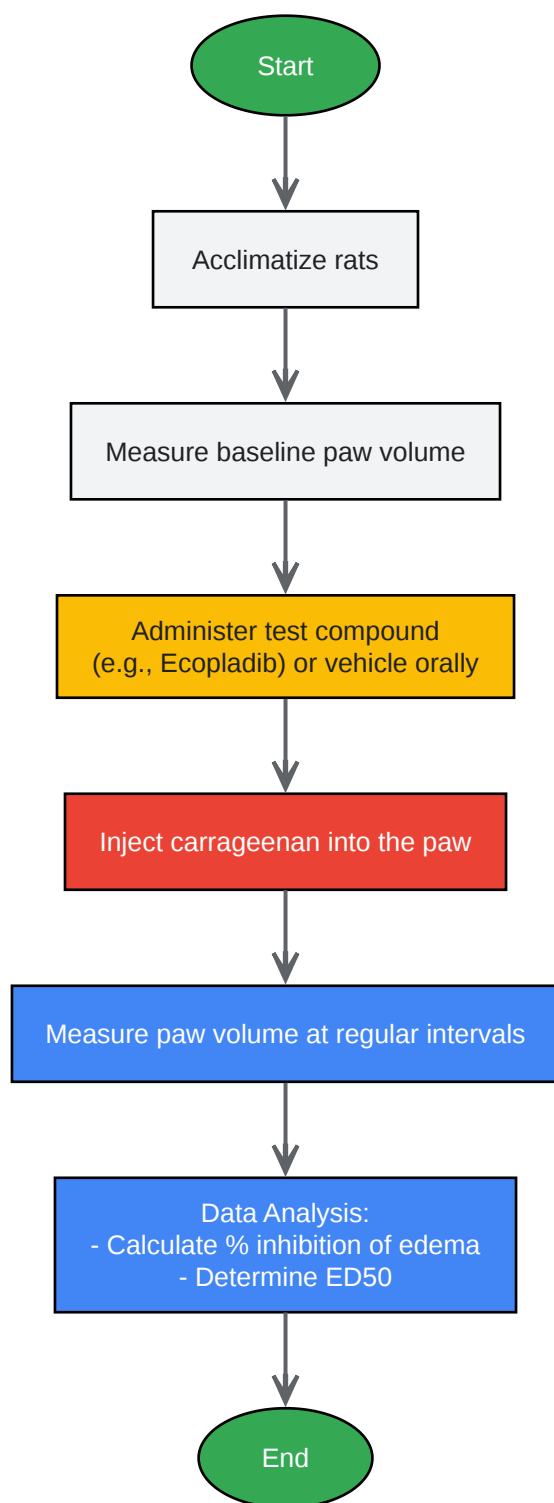 Start
Acclimatize rats
Measure baseline paw volume
Administer test compound
(e.g., Ecopladib) or vehicle orally
Inject carrageenan into the paw
Measure paw volume at regular intervals
Data Analysis:
- Calculate % inhibition of edema
- Determine ED50
End